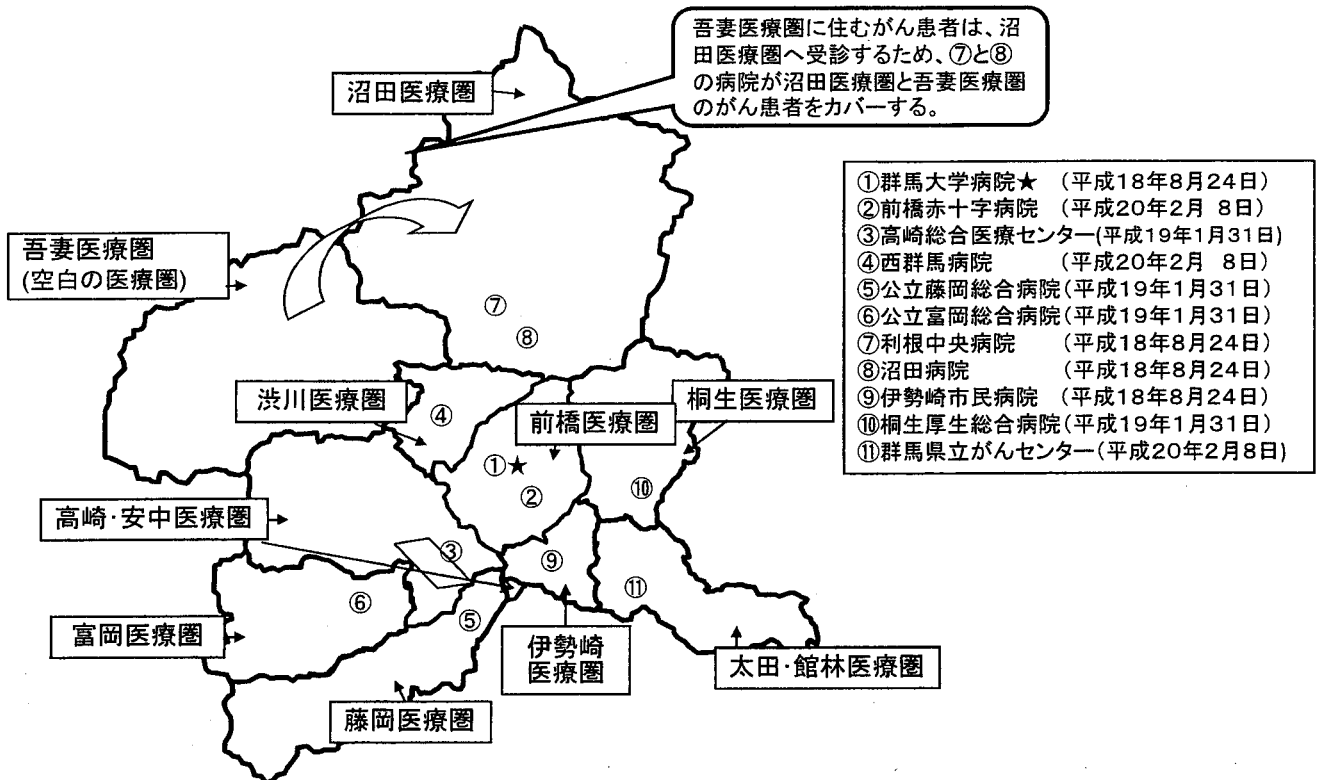 吾妻医療圏に住むがん患者は、沼
田医療圏へ受診するため、⑦と⑧
の病院が沼田医療圏と吾妻医療圏
のがん患者をカバーする。
沼田医療圏
①群馬大学病院★ (平成18年8月24日)
②前橋赤十字病院 (平成20年2月 8日)
③高崎総合医療センター(平成19年1月31日)
④西群馬病院 (平成20年2月 8日)
⑤公立藤岡総合病院(平成19年1月31日)
⑥公立富岡総合病院(平成19年1月31日)
⑦利根中央病院 (平成18年8月24日)
⑧沼田病院 (平成18年8月24日)
⑨伊勢崎市民病院 (平成18年8月24日)
⑩桐生厚生総合病院(平成19年1月31日)
⑪群馬県立がんセンター(平成20年2月8日)
吾妻医療圏
(空白の医療圏)
⑦
⑧
渋川医療圏
④
前橋医療圏
桐生医療圏
①★
②
⑩
高崎・安中医療圏
③
⑨
⑪
⑥
⑤
富岡医療圏
伊勢崎
医療圏
太田・館林医療圏
藤岡医療圏